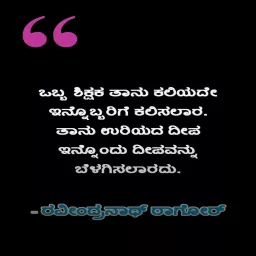 ಒಬ್ಬ ಶಿಕ್ಷಕ ತಾನು ಕಲಿಯದೇ
ಇನ್ನೊಬ್ಬರಿಗೆ ಕಲಿಸಲಾರ.
ತಾನು ಉರಿಯದ ದೀಪ
ಇನ್ನೊಂದು ದೀಪವನ್ನು
ಬೆಳಗಿಸಲಾರದು.
- ರವೀಂದ್ರನಾಥ್ ಠಾಗೋರ್